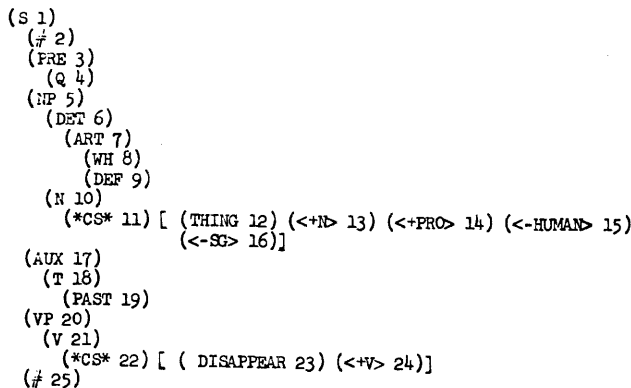 (S 1)
(# 2)
(PRE 3)
(Q 4)
(NP 5)
(DET 6)
(ART 7)
(WH 8)
(DEF 9)
(N 10)
(*CS* 11) [ (THING 12) (<+N> 13) (<+PRO> 14) (<-HUMAN> 15)
(<-SG> 16)]
(AUX 17)
(T 18)
(PAST 19)
(VP 20)
(V 21)
(*CS* 22) [ ( DISAPPEAR 23) (<+V> 24)]
(# 25)